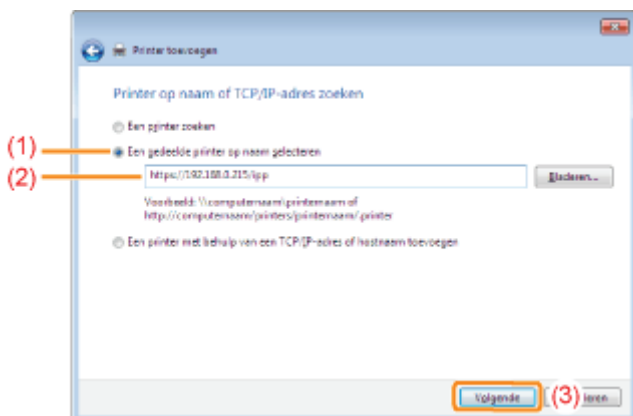 Printer toevoegen
Printer op naam of TCP/IP-adres zoeken
Een printer zoeken
(1)
Een gedeelde printer op naam selecteren
(2)
https://192.168.0.215/ipp
Bladeren...
Voorbeeld: \\computernaam\printernaam of
http://computernaam/printers/printernaam/.printer
Een printer met behulp van een TCP/IP-adres of hostnaam toevoegen
Volgende
(3)